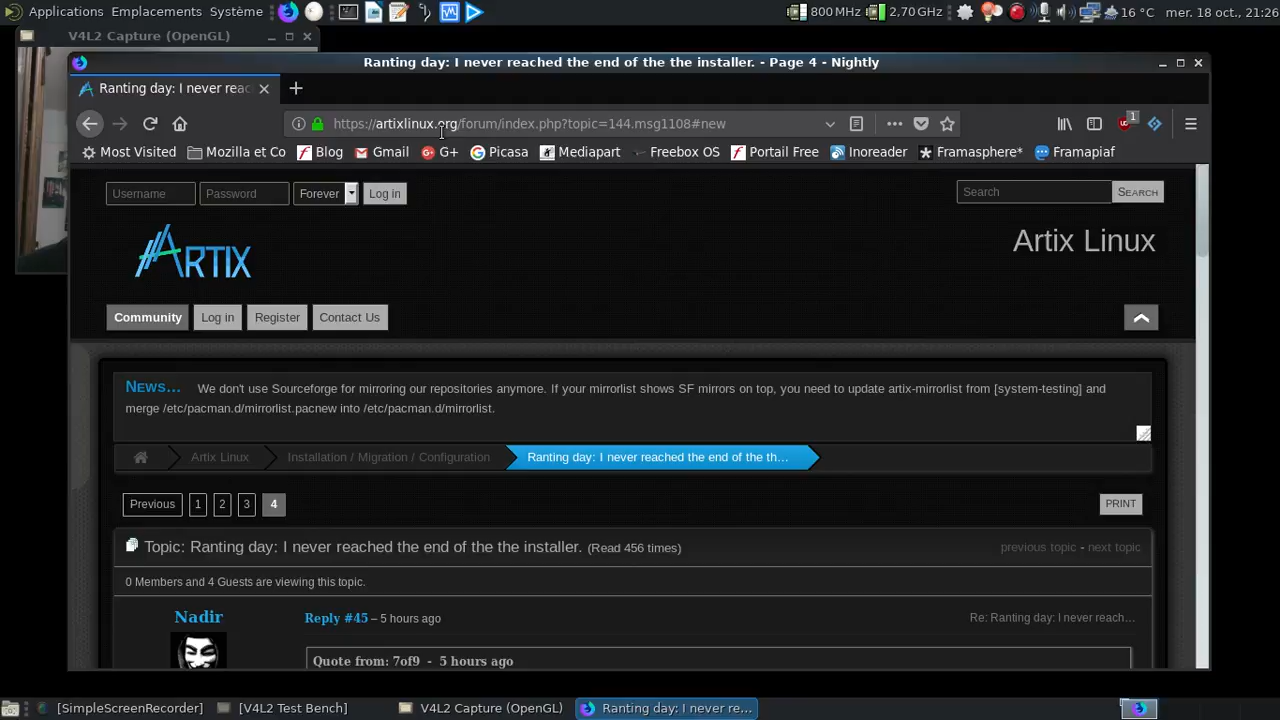 Applications Emplacements Système 800 MHz 2,70 GHz 16 °C mer. 18 oct., 21:26
V4L2 Capture (OpenGL)
Ranting day: I never reached the end of the the installer. - Page 4 - Nightly
Ranting day: I never reac
https://artixlinux.org/forum/index.php?topic=144.msg1108#new
1
Most Visited Mozilla et Co Blog Gmail G+ Picasa Mediapart Freebox OS Portail Free Inoreader Framasphere* Framapiaf
Username Password Forever Log in Search SEARCH
ARTIX
Artix Linux
Community Log in Register Contact Us
NEWS... We don't use Sourceforge for mirroring our repositories anymore. If your mirrorlist shows SF mirrors on top, you need to update artix-mirrorlist from [system-testing] and
merge /etc/pacman.d/mirrorlist.pacnew into /etc/pacman.d/mirrorlist.
Artix Linux Installation / Migration / Configuration Ranting day: I never reached the end of the th...
Previous 1 2 3 4 PRINT
Topic: Ranting day: I never reached the end of the the installer. (Read 456 times) previous topic - next topic
0 Members and 4 Guests are viewing this topic.
Nadir Reply #45 – 5 hours ago Re: Ranting day: I never reach...
Quote from: 7of9 - 5 hours ago
[SimpleScreenRecorder] [V4L2 Test Bench] V4L2 Capture (OpenGL) Ranting day: I never re...